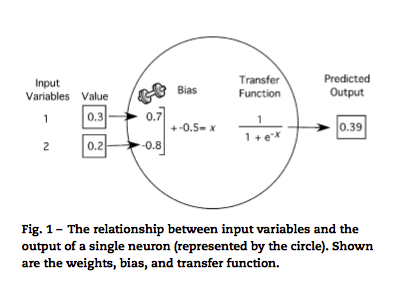 Input Variables Value Bias Transfer Function Predicted Output
1 0.3 0.7 1 0.39
2 0.2 -0.8 + -0.5= x 1 + e-x
Fig. 1 – The relationship between input variables and the
output of a single neuron (represented by the circle). Shown
are the weights, bias, and transfer function.